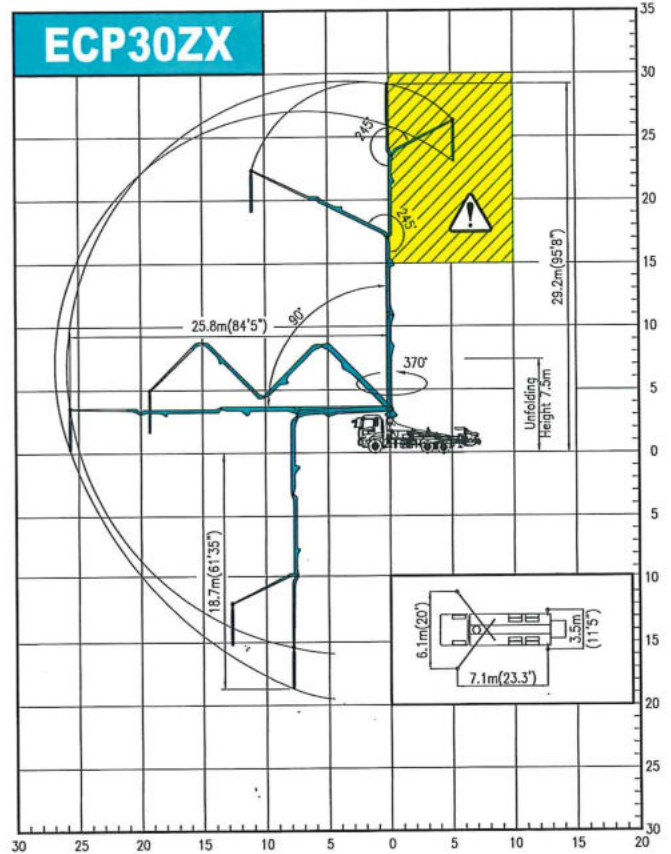 ECP30ZX
35
30
25
20
15
10
5
0
5
10
15
20
25
30
245°
245°
!
29.2m(95'8")
25.8m(84'5")
90°
370°
Unfolding
Height 7.5m
18.7m(61'35")
6.1m(20')
3.5m
(11'5")
7.1m(23.3')
30 25 20 15 10 5 0 5 10 15 20